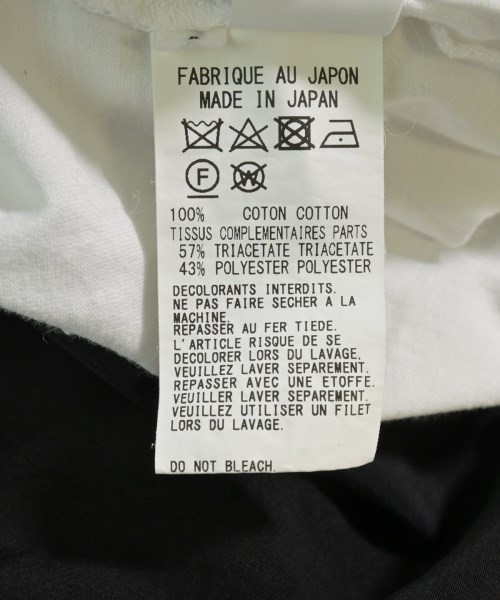 FABRIQUE AU JAPON
MADE IN JAPAN
F W
100% COTON COTTON
TISSUS COMPLEMENTAIRES PARTS
57% TRIACETATE TRIACETATE
43% POLYESTER POLYESTER
DECOLORANTS INTERDITS.
NE PAS FAIRE SECHER A LA
MACHINE.
REPASSER AU FER TIEDE.
L'ARTICLE RISQUE DE SE
DECOLORER LORS DU LAVAGE,
VEUILLEZ LAVER SEPAREMENT.
REPASSER AVEC UNE ETOFFE.
VEUILLER LAVER SEPAREMENT.
VEUILLEZ UTILISER UN FILET
LORS DU LAVAGE.
DO NOT BLEACH.